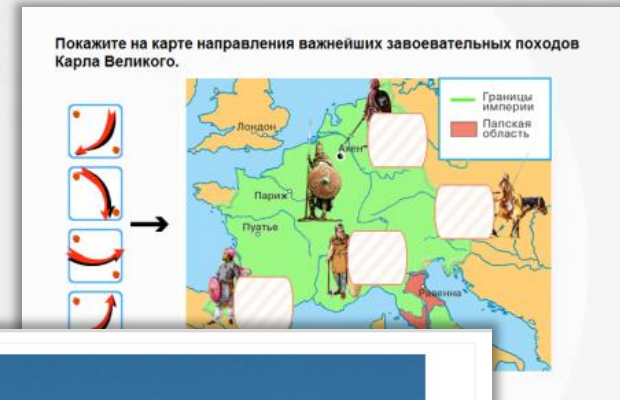 Покажите на карте направления важнейших завоевательных походов
Карла Великого.
Границы
империи
Папская
область
Лондон
Ахен
Париж
Пуатье
Равенна